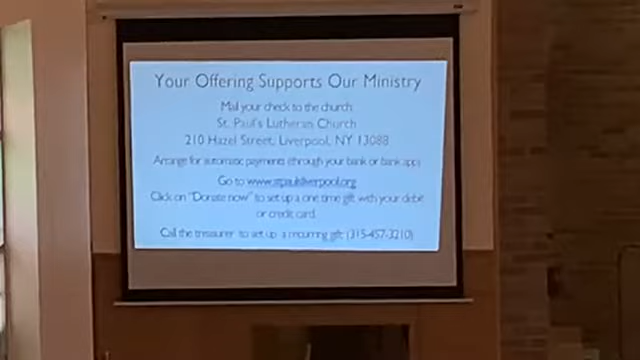 Your Offering Supports Our Ministry
Mail your check to the church:
St. Paul's Lutheran Church
210 Hazel Street, Liverpool, NY 13088
Arrange for automatic payments (through your bank or bank app)
Go to www.stpaulsliverpool.org
Click on "Donate now" to set up a one time gift with your debit
or credit card.
Call the treasurer to set up a recurring gift (315-457-3210)